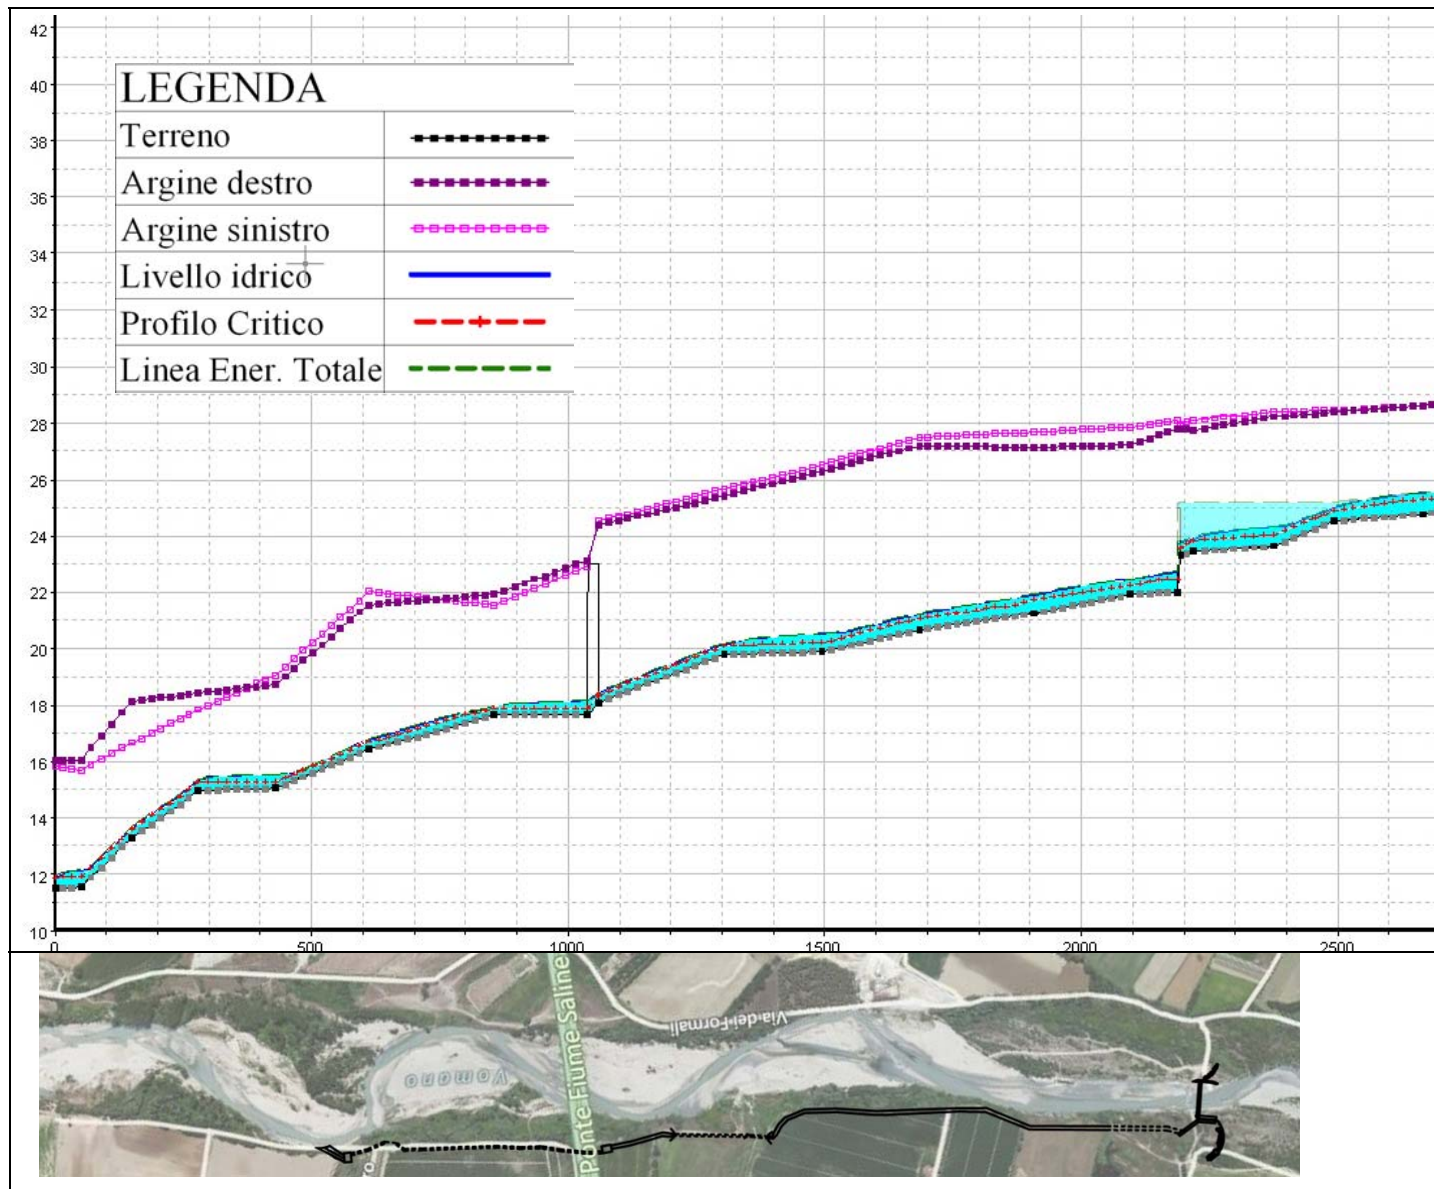 42
40
38
36
34
32
30
28
26
24
22
20
18
16
14
12
10
LEGENDA
Terreno
Argine destro
Argine sinistro
Livello idrico
Profilo Critico
Linea Ener. Totale
0 500 1000 1500 2000 2500
Ponte Fiume Saline
Via dei Formali
Vomano